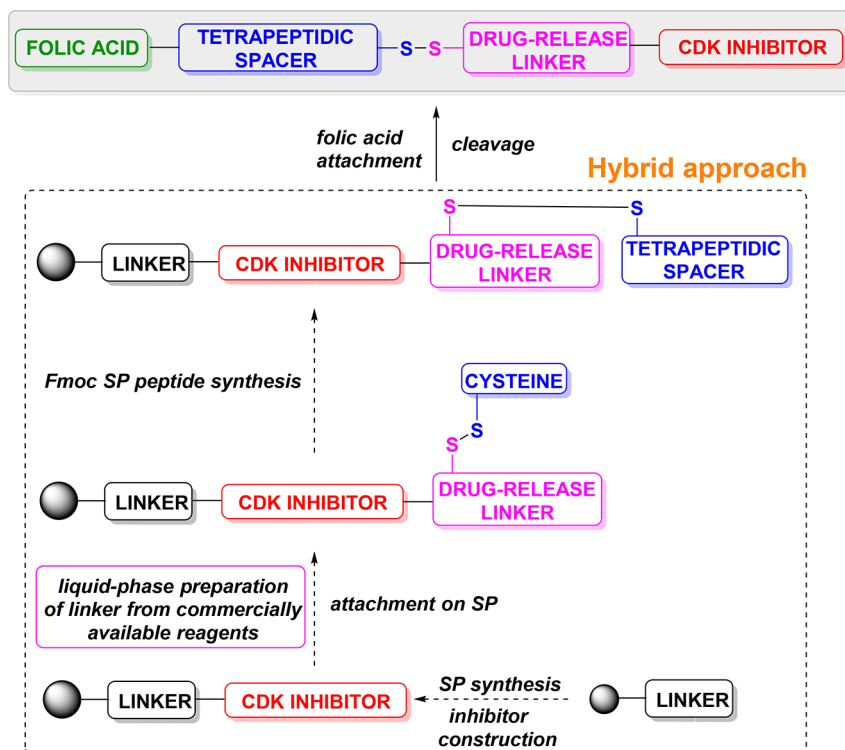 FOLIC ACID
TETRAPEPTIDIC
SPACER
S
S
DRUG-RELEASE
LINKER
CDK INHIBITOR
folic acid
attachment
cleavage
Hybrid approach
S
S
LINKER
CDK INHIBITOR
DRUG-RELEASE
LINKER
TETRAPEPTIDIC
SPACER
Fmoc SP peptide synthesis
CYSTEINE
S
S
LINKER
CDK INHIBITOR
DRUG-RELEASE
LINKER
liquid-phase preparation
of linker from commercially
available reagents
attachment on SP
LINKER
CDK INHIBITOR
SP synthesis
inhibitor
construction
LINKER